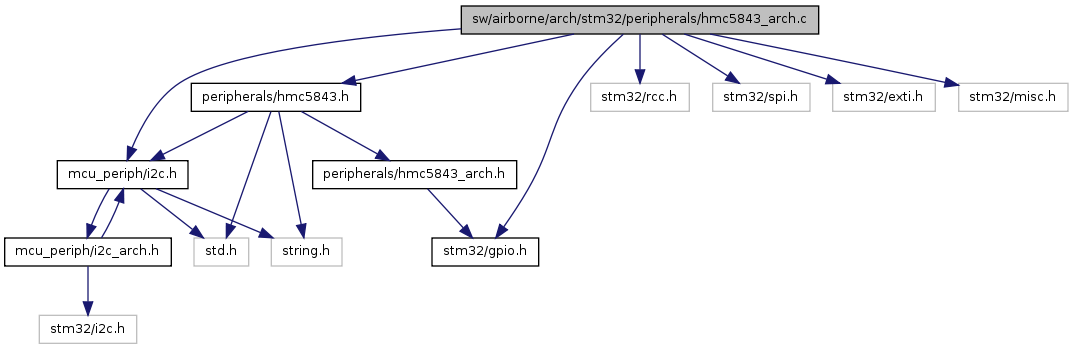 sw/airborne/arch/stm32/peripherals/hmc5843_arch.c
peripherals/hmc5843.h
stm32/rcc.h
stm32/spi.h
stm32/exti.h
stm32/misc.h
mcu_periph/i2c.h
peripherals/hmc5843_arch.h
mcu_periph/i2c_arch.h
std.h
string.h
stm32/gpio.h
stm32/i2c.h